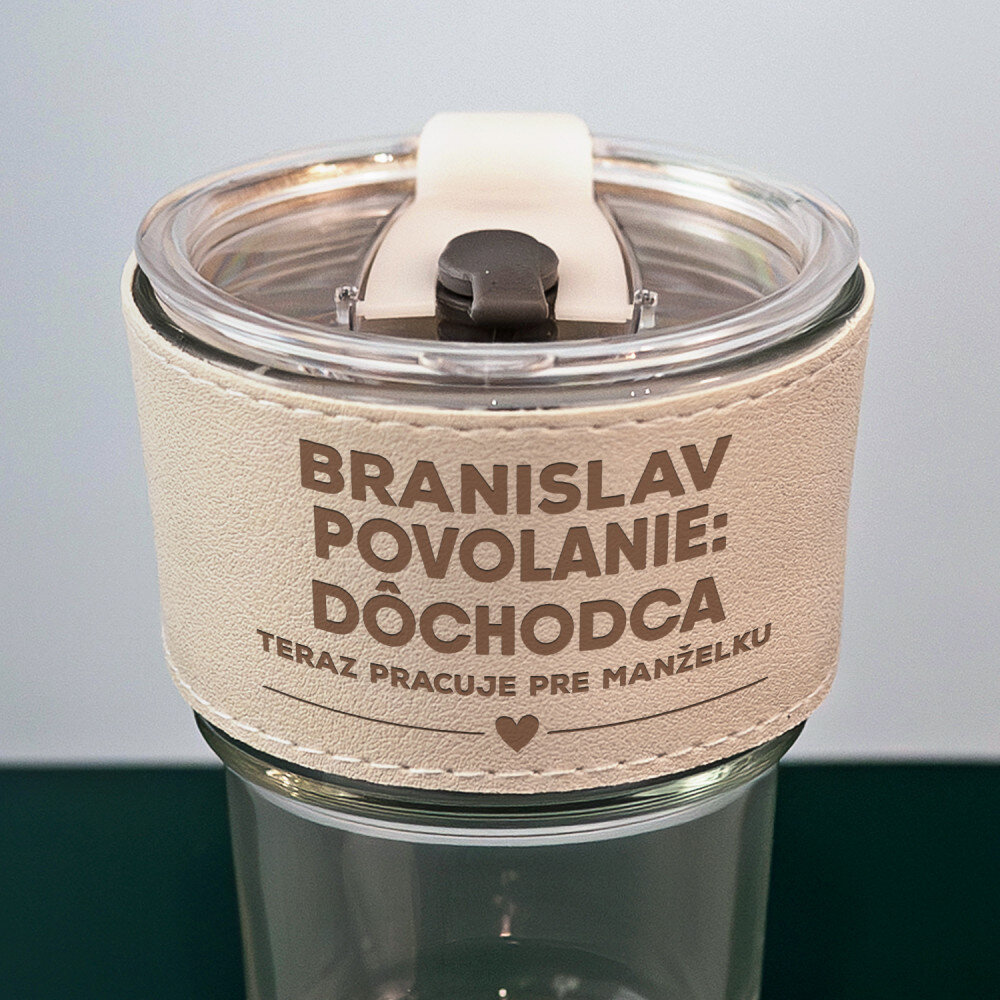 BRANISLAV
POVOLANIE:
DÔCHODCA
TERAZ PRACUJE PRE MANŽELKU